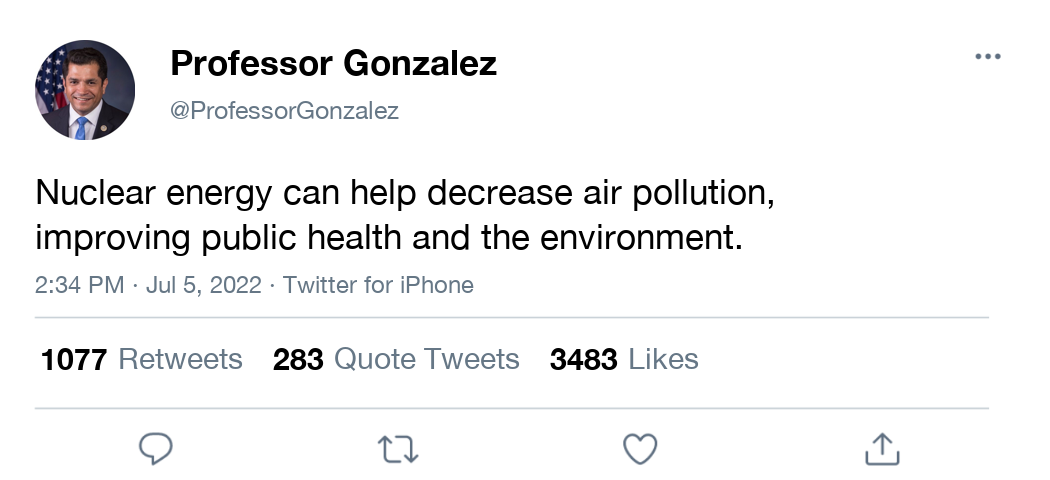 Professor Gonzalez
@ProfessorGonzalez
Nuclear energy can help decrease air pollution,
improving public health and the environment.
2:34 PM · Jul 5, 2022 · Twitter for iPhone
1077 Retweets 283 Quote Tweets 3483 Likes